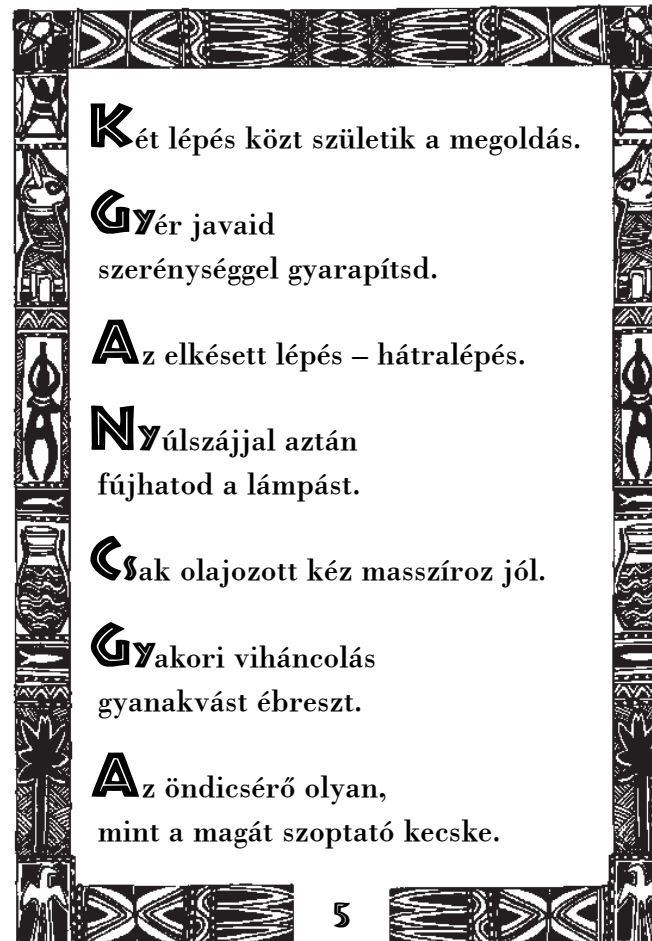 Két lépés közt születik a megoldás.
Gyér javaid
szerénységgel gyarapítsd.
Az elkésett lépés – hátralépés.
Nyúlszájjal aztán
fújhatod a lámpást.
Csak olajozott kéz masszíroz jól.
Gyakori viháncolás
gyanakvást ébreszt.
Az öndicsérő olyan,
mint a magát szoptató kecske.
5